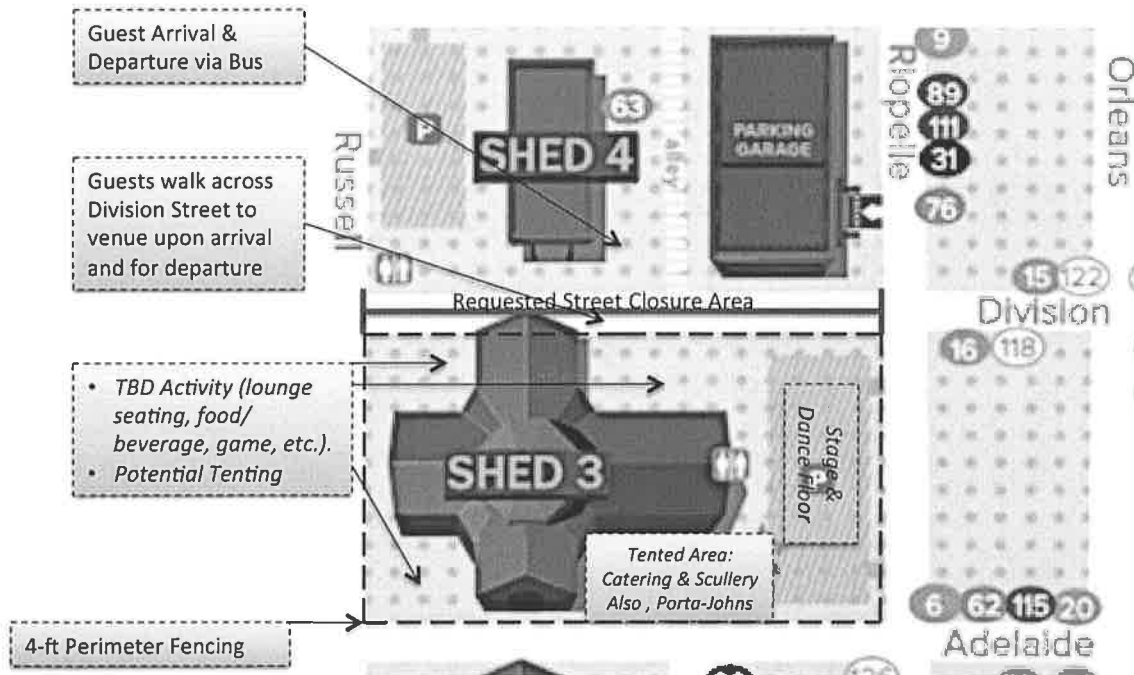 Guest Arrival &
Departure via Bus
Guests walk across
Division Street to
venue upon arrival
and for departure
• TBD Activity (lounge
seating, food/
beverage, game, etc.).
• Potential Tenting
4-ft Perimeter Fencing
Russell
P
SHED 4
63
alley
PARKING
GARAGE
Riopelle
9
89
111
31
76
Orleans
15
122
Division
Requested Street Closure Area
16
118
SHED 3
Stage &
Dance Floor
Tented Area:
Catering & Scullery
Also , Porta-Johns
6
62
115
20
Adelaide